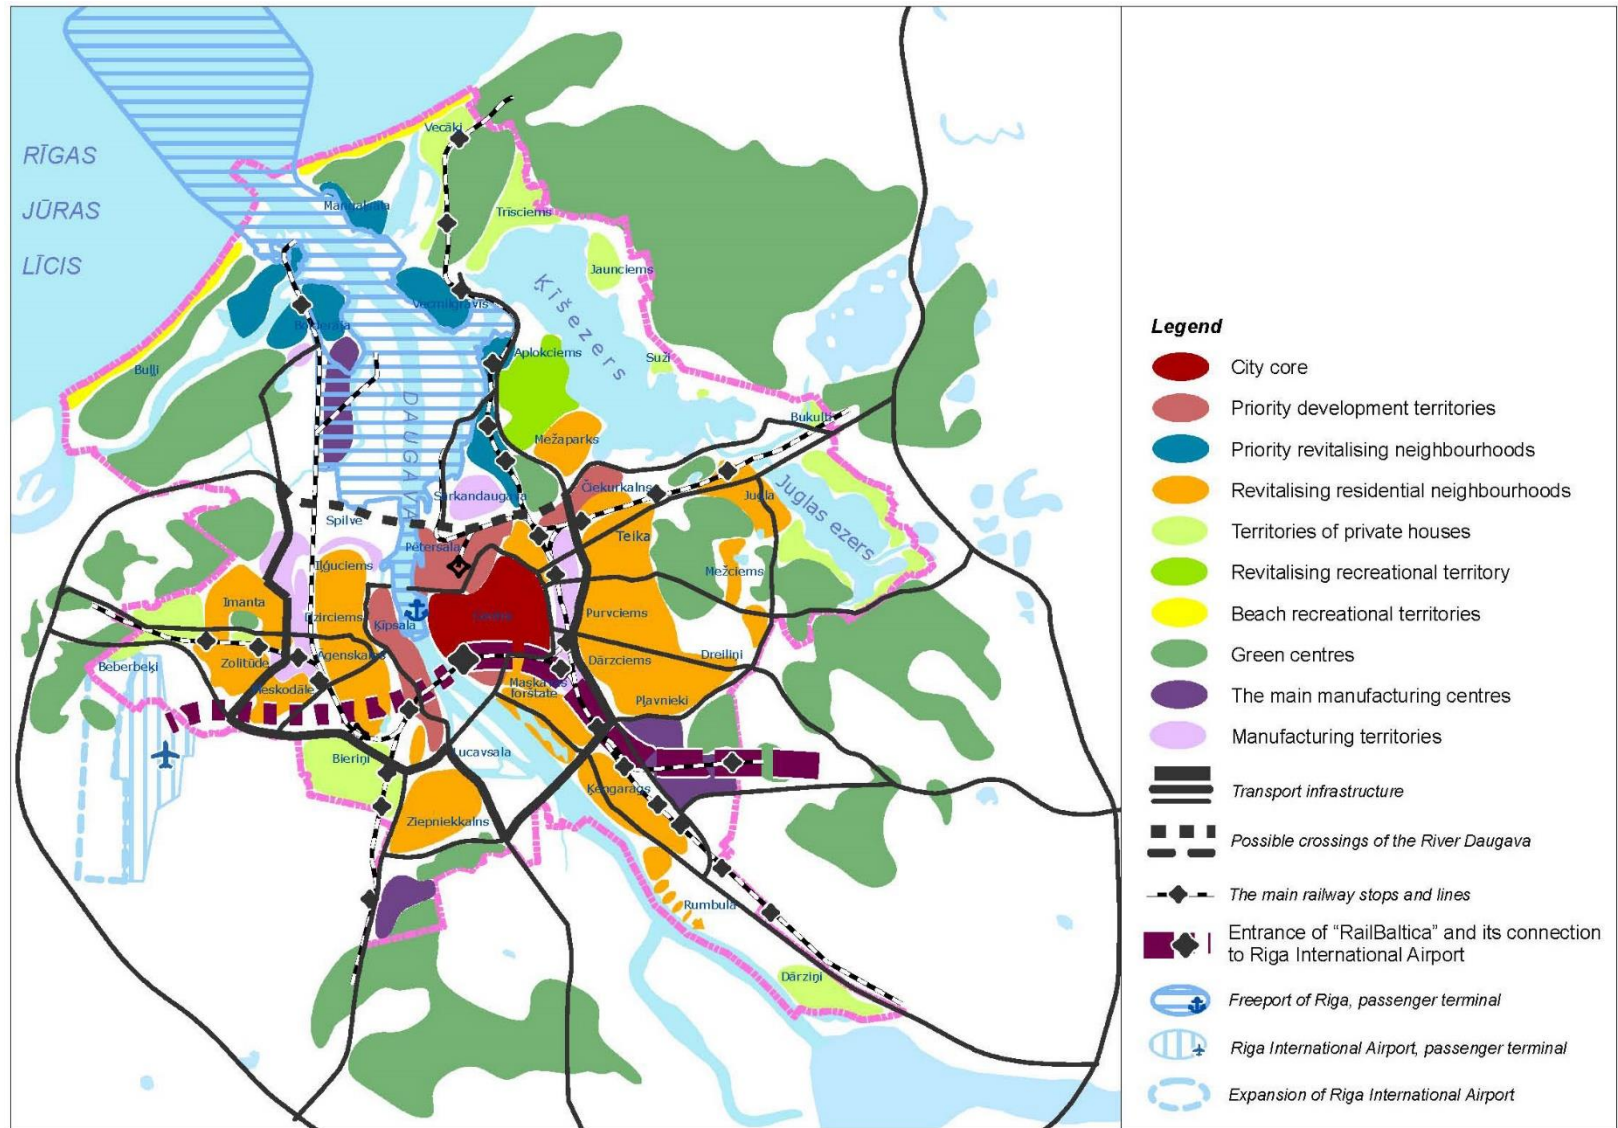 RĪGAS
JŪRAS
LĪCIS
Vecāķi
Trīsciems
Jaunciems
Ķīšezers
Vecmīlgrāvis
Buļļi
Aplokciems
Suži
DAUGAVA
Mežaparks
Bukulti
Čiekurkalns
Jugla
Juglas ezers
Sarkandaugava
Spilve
Teika
Pētersala
Iļģuciems
Mežciems
Imanta
Dzirciems
Ķīpsala
Purvciems
Āgenskalns
Beberbeķi
Zolitūde
Dārzciems
Dreiliņi
Maskavas
forštate
Pļavnieki
Bieriņi
Lucavsala
Ķengarags
Ziepniekkalns
Rumbula
Dārziņi
Legend
City core
Priority development territories
Priority revitalising neighbourhoods
Revitalising residential neighbourhoods
Territories of private houses
Revitalising recreational territory
Beach recreational territories
Green centres
The main manufacturing centres
Manufacturing territories
Transport infrastructure
Possible crossings of the River Daugava
The main railway stops and lines
Entrance of “RailBaltica” and its connection
to Riga International Airport
Freeport of Riga, passenger terminal
Riga International Airport, passenger terminal
Expansion of Riga International Airport